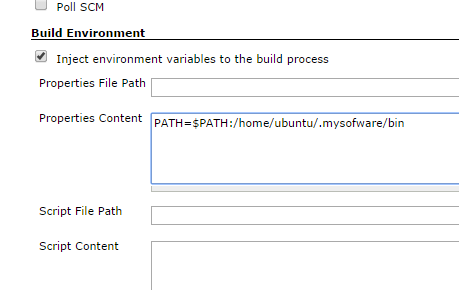 Poll SCM
Build Environment
Inject environment variables to the build process
Properties File Path
Properties Content
PATH=$PATH:/home/ubuntu/.mysofware/bin
Script File Path
Script Content